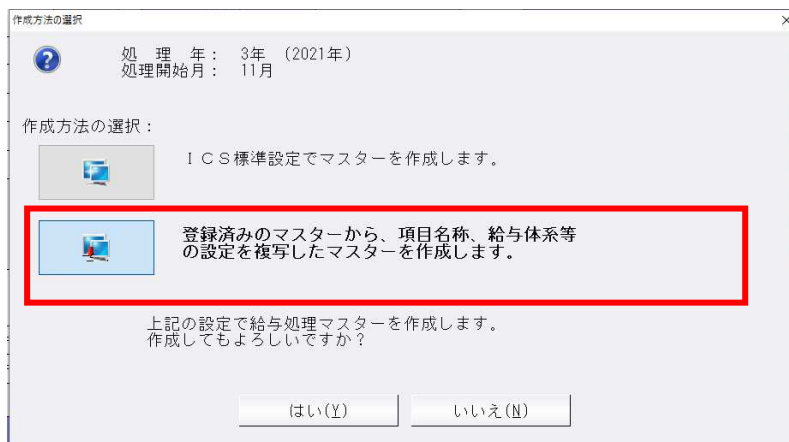 作成方法の選択
処 理 年： 3年 (2021年)
処理開始月： 11月
作成方法の選択：
ＩＣＳ標準設定でマスターを作成します。
登録済みのマスターから、項目名称、給与体系等
の設定を複写したマスターを作成します。
上記の設定で給与処理マスターを作成します。
作成してもよろしいですか？
はい(Y) いいえ(N)